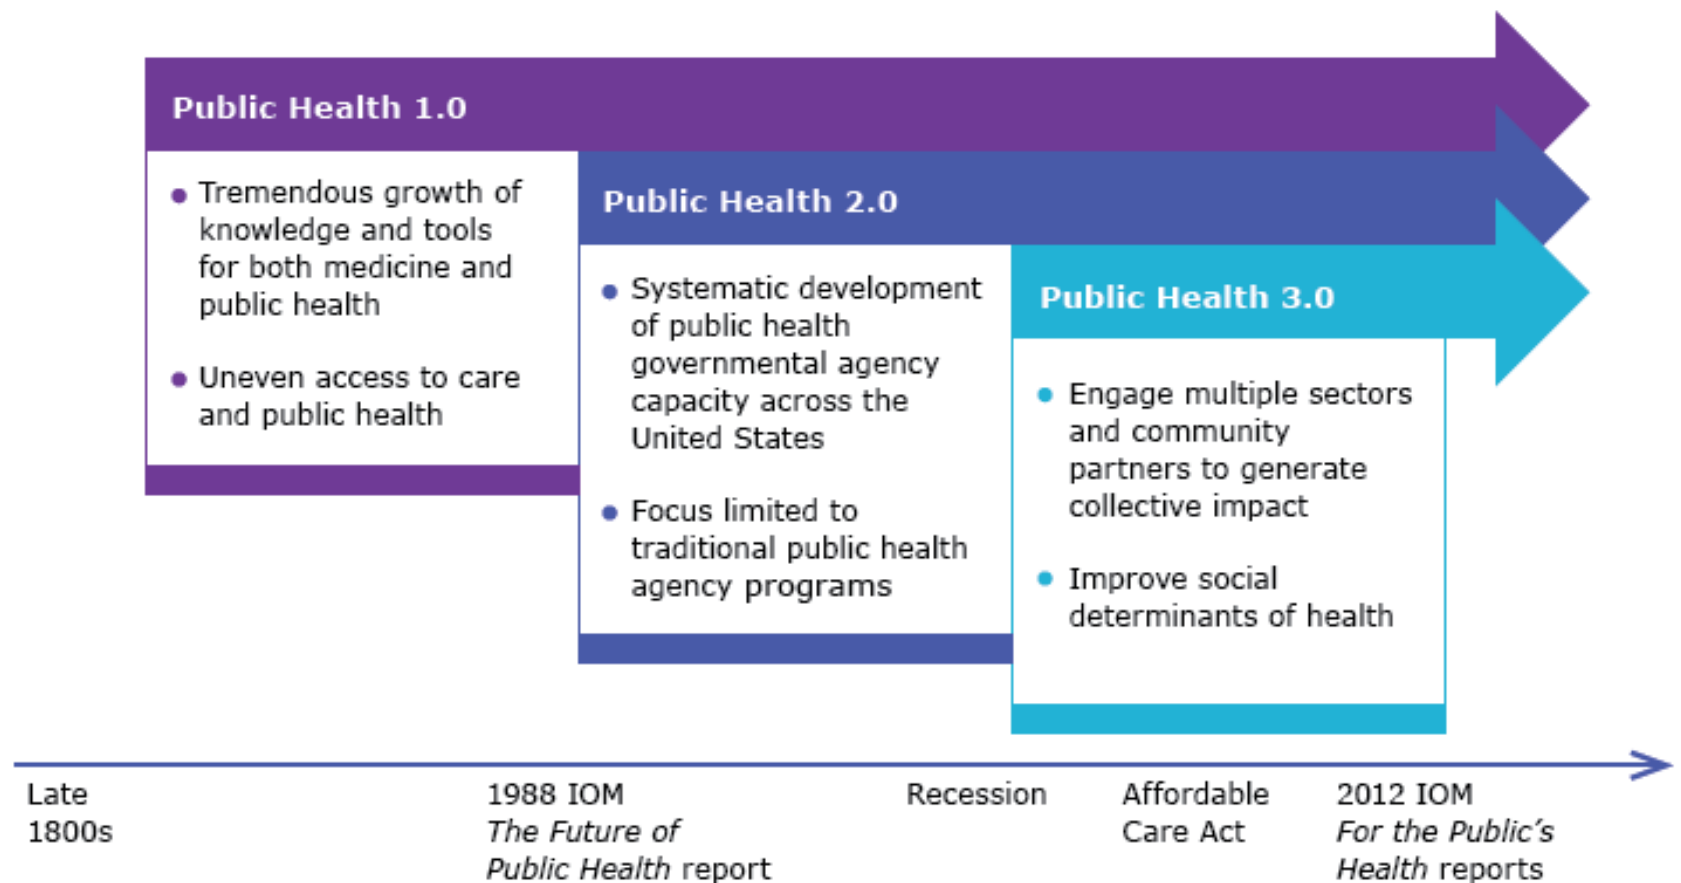 Public Health 1.0
• Tremendous growth of
knowledge and tools
for both medicine and
public health
• Uneven access to care
and public health
Public Health 2.0
• Systematic development
of public health
governmental agency
capacity across the
United States
• Focus limited to
traditional public health
agency programs
Public Health 3.0
• Engage multiple sectors
and community
partners to generate
collective impact
• Improve social
determinants of health
Late
1800s
1988 IOM
The Future of
Public Health report
Recession
Affordable
Care Act
2012 IOM
For the Public’s
Health reports